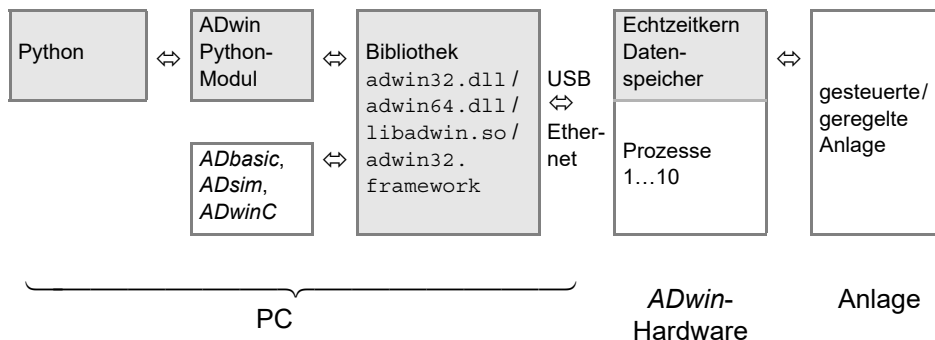 Python
⇔
ADwin
Python-
Modul
⇔
ADbasic,
ADsim,
ADwinC
⇔
Bibliothek
adwin32.dll /
adwin64.dll /
libadwin.so /
adwin32.
framework
USB
⇔
Ether-
net
Echtzeitkern
Daten-
speicher
Prozesse
1…10
⇔
gesteuerte/
geregelte
Anlage
PC
ADwin-
Hardware
Anlage